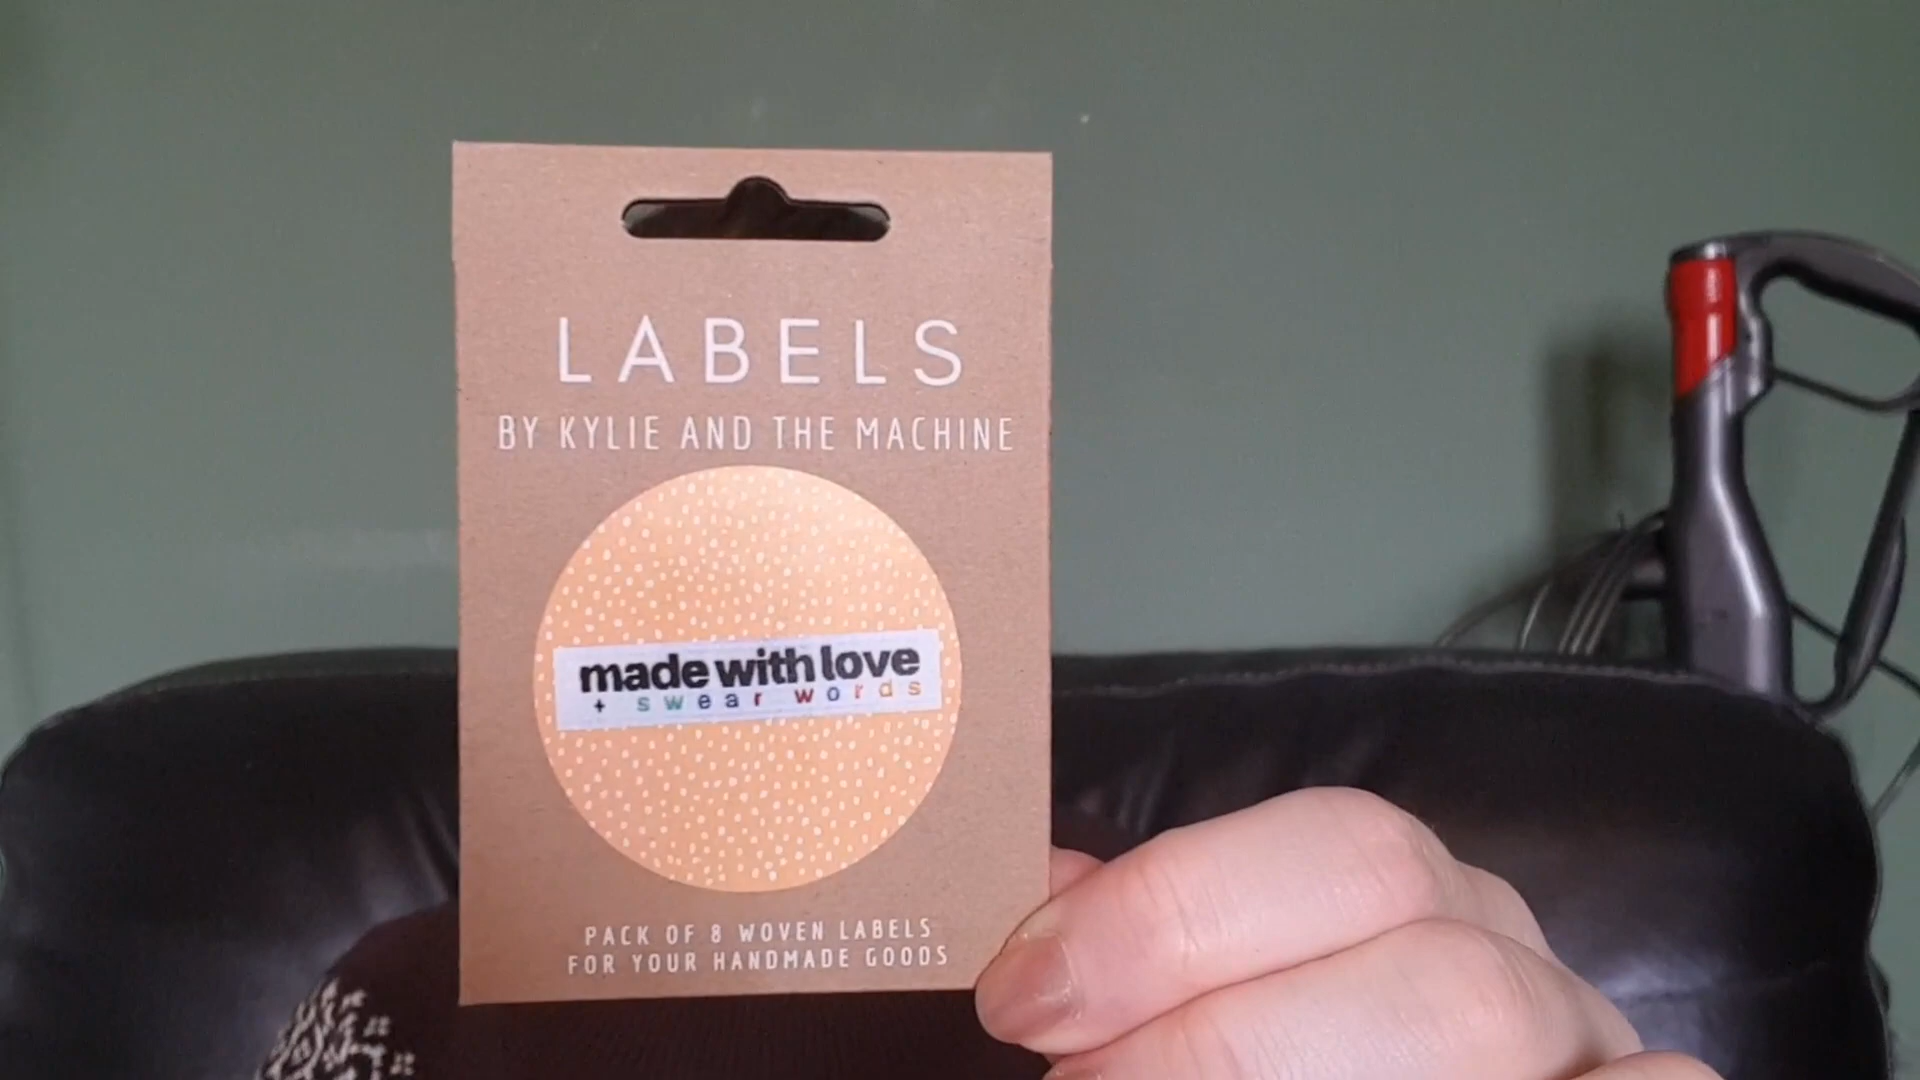 LABELS
BY KYLIE AND THE MACHINE
made with love
+ swear words
PACK OF 8 WOVEN LABELS
FOR YOUR HANDMADE GOODS